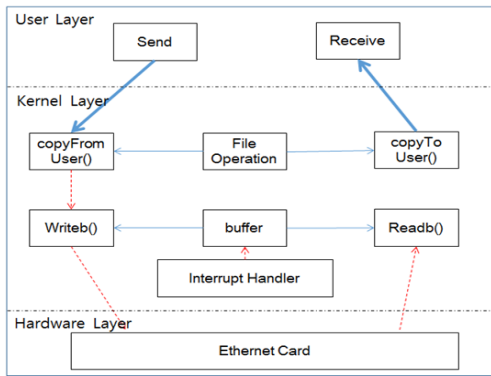 User Layer
Send
Receive
Kernel Layer
copyFrom
User()
File
Operation
copyTo
User()
Writeb()
buffer
Readb()
Interrupt Handler
Hardware Layer
Ethernet Card